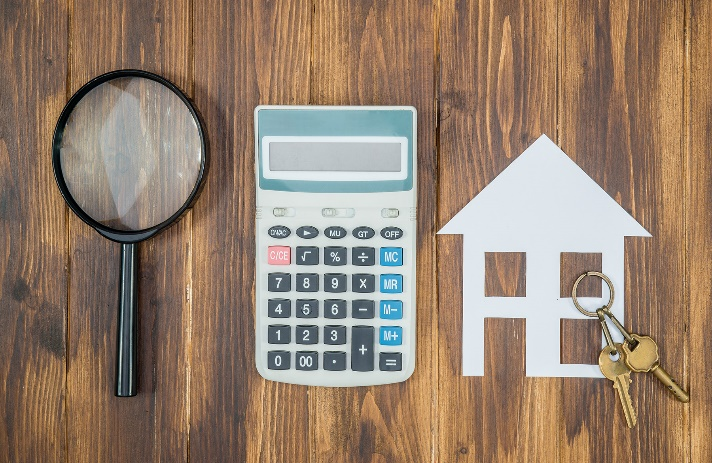 ON/AC ▶ MU GT OFF
C/CE √ % ÷ MC
7 8 9 X MR
4 5 6 − M−
1 2 3 + M+
0 00 · =